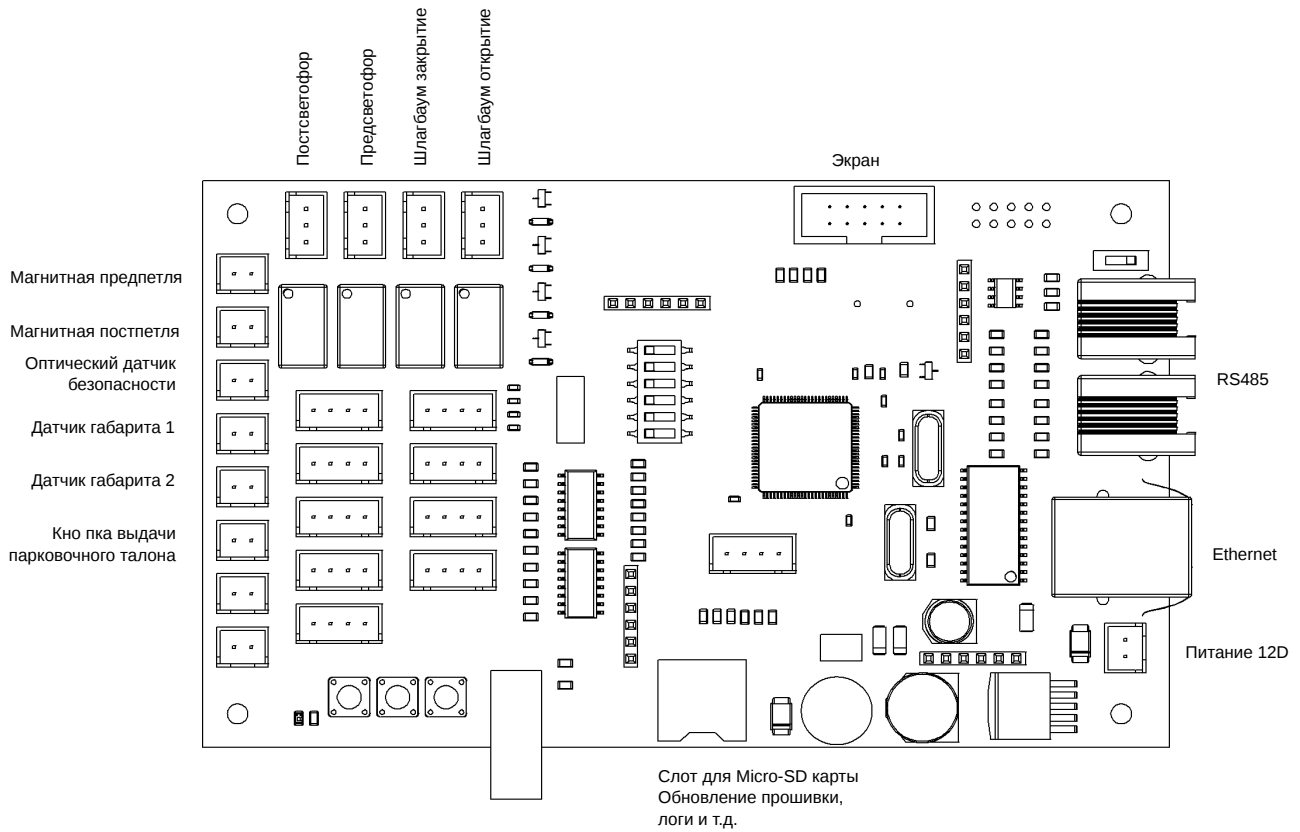 Постсветофор
Предсветофор
Шлагбаум закрытие
Шлагбаум открытие
Экран
Магнитная предпетля
Магнитная постпетля
Оптический датчик
безопасности
Датчик габарита 1
Датчик габарита 2
Кно пка выдачи
парковочного талона
RS485
Ethernet
Питание 12D
Слот для Micro-SD карты
Обновление прошивки,
логи и т.д.